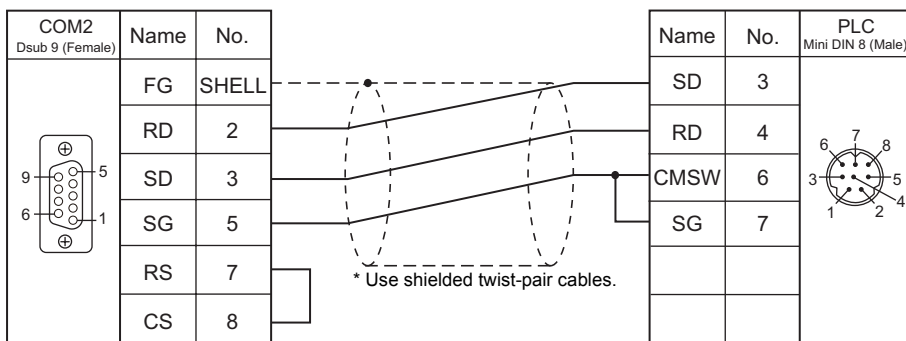 COM2
Dsub 9 (Female)
Name
No.
FG
SHELL
RD
2
SD
3
SG
5
RS
7
CS
8
9
5
6
1
* Use shielded twist-pair cables.
Name
No.
PLC
Mini DIN 8 (Male)
SD
3
RD
4
CMSW
6
SG
7
6
7
8
3
5
4
1
2